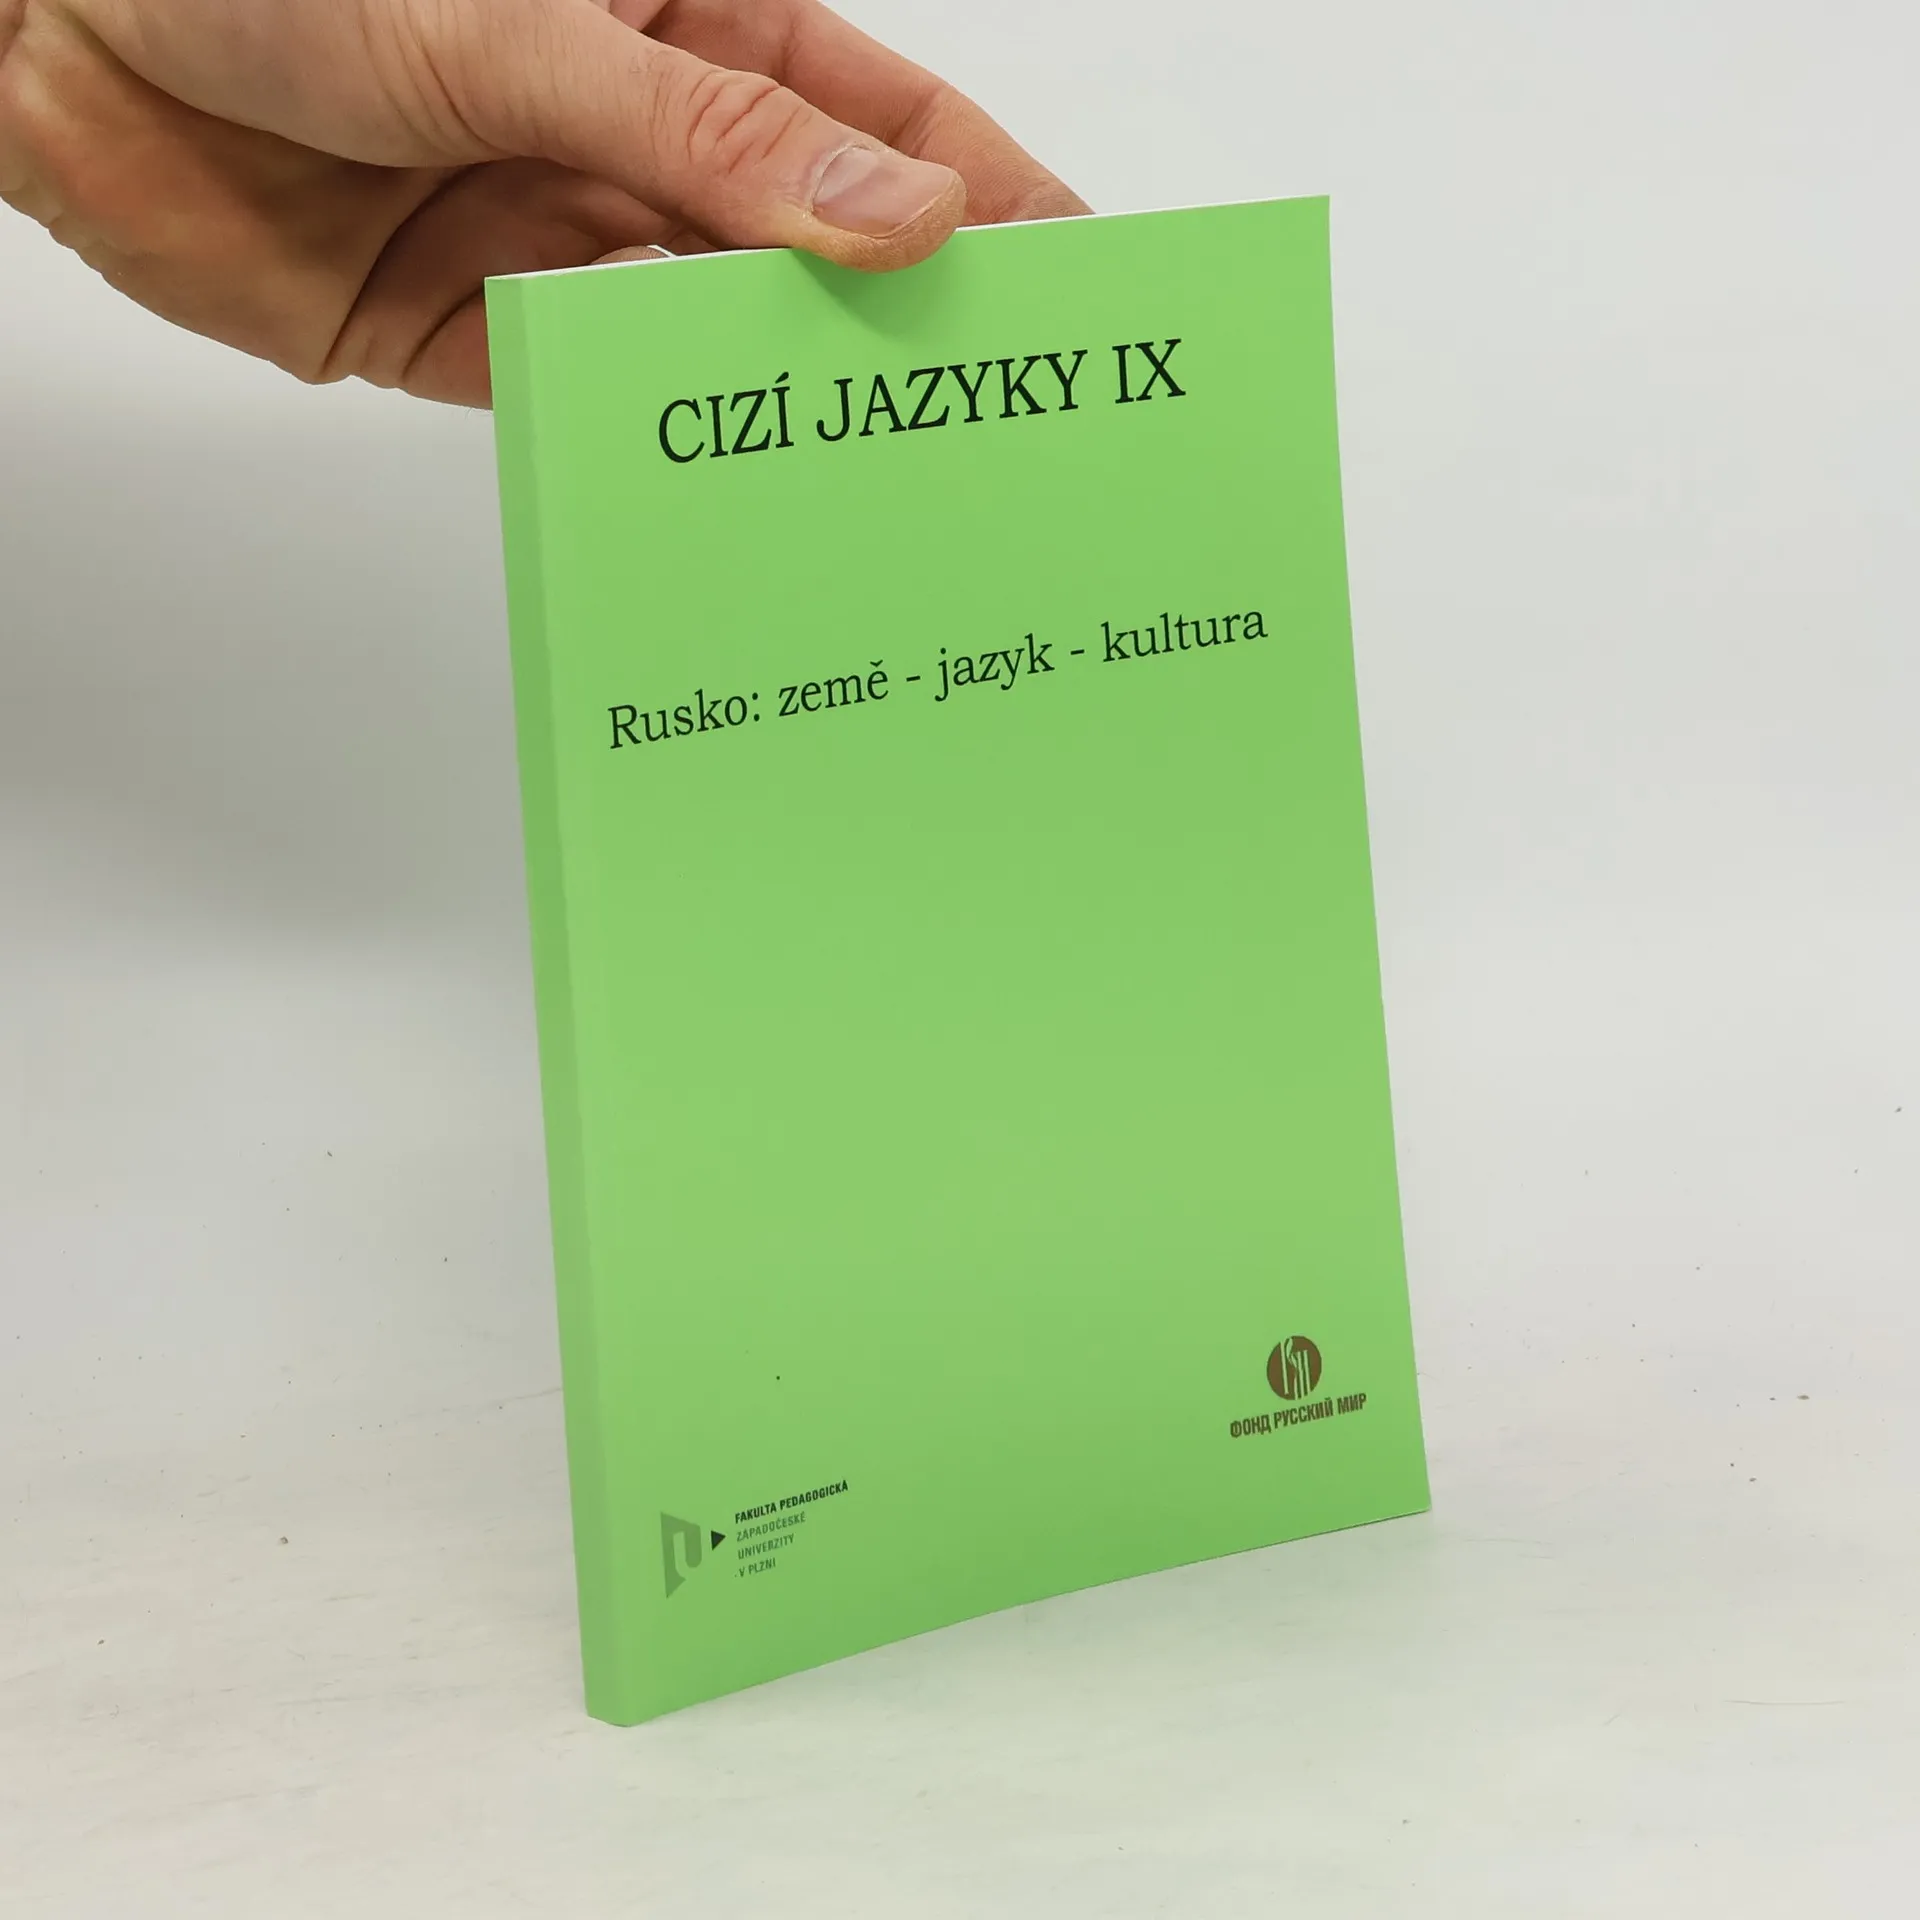 CIZÍ JAZYKY IX
Rusko: země - jazyk - kultura
ФОНД РУССКИЙ МИР
FAKULTA PEDAGOGICKÁ
ZÁPADOČESKÉ
UNIVERZITY
V PLZNI